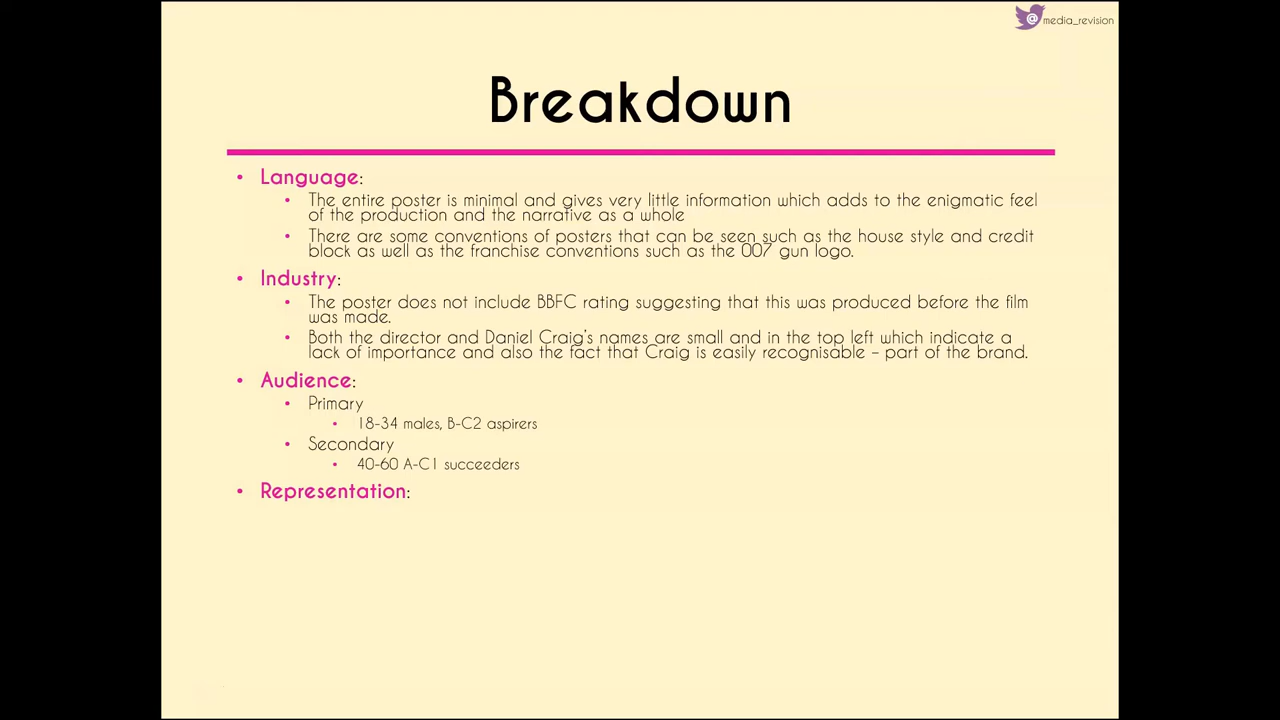 @media_revision
Breakdown
• Language:
• The entire poster is minimal and gives very little information which adds to the enigmatic feel
of the production and the narrative as a whole
• There are some conventions of posters that can be seen such as the house style and credit
block as well as the franchise conventions such as the 007 gun logo.
• Industry:
• The poster does not include BBFC rating suggesting that this was produced before the film
was made.
• Both the director and Daniel Craig's names are small and in the top left which indicate a
lack of importance and also the fact that Craig is easily recognisable – part of the brand.
• Audience:
• Primary
• 18-34 males, B-C2 aspirers
• Secondary
• 40-60 A-C1 succeeders
• Representation: